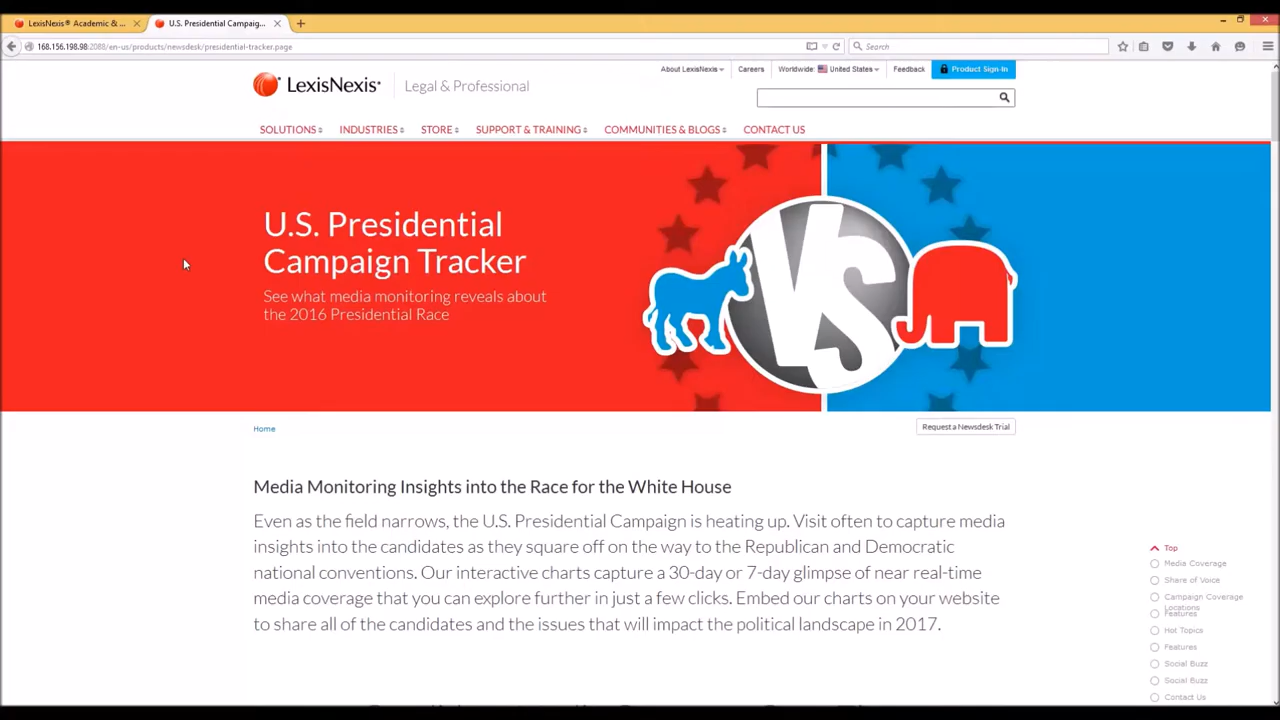 LexisNexis® Academic & ...
U.S. Presidential Campaig...
168.156.198.98:2088/en-us/products/newsdesk/presidential-tracker.page
Search
About LexisNexis
Careers
Worldwide: United States
Feedback
Product Sign-In
LexisNexis®
Legal & Professional
SOLUTIONS
INDUSTRIES
STORE
SUPPORT & TRAINING
COMMUNITIES & BLOGS
CONTACT US
U.S. Presidential
Campaign Tracker
See what media monitoring reveals about
the 2016 Presidential Race
VS
Home
Request a Newsdesk Trial
Media Monitoring Insights into the Race for the White House
Even as the field narrows, the U.S. Presidential Campaign is heating up. Visit often to capture media
insights into the candidates as they square off on the way to the Republican and Democratic
national conventions. Our interactive charts capture a 30-day or 7-day glimpse of near real-time
media coverage that you can explore further in just a few clicks. Embed our charts on your website
to share all of the candidates and the issues that will impact the political landscape in 2017.
Top
Media Coverage
Share of Voice
Campaign Coverage
Locations
Features
Hot Topics
Features
Social Buzz
Social Buzz
Contact Us